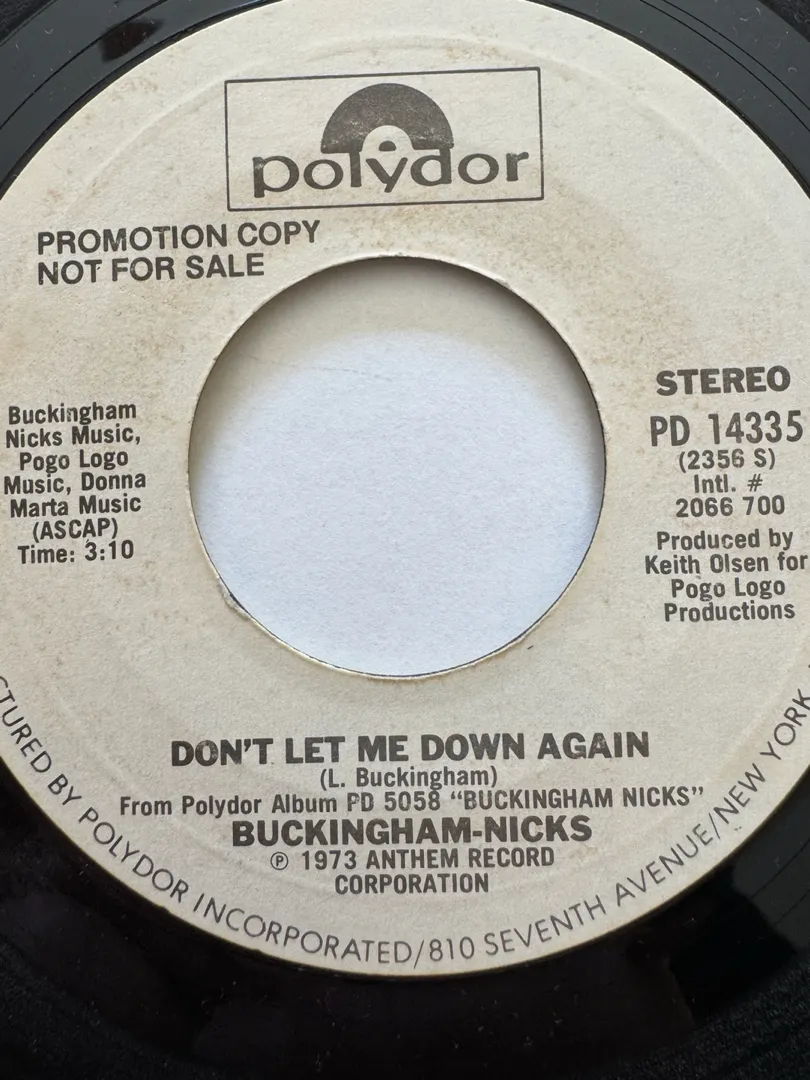 polydor
PROMOTION COPY
NOT FOR SALE
Buckingham
Nicks Music,
Pogo Logo
Music, Donna
Marta Music
(ASCAP)
Time: 3:10
STEREO
PD 14335
(2356 S)
Intl. #
2066 700
Produced by
Keith Olsen for
Pogo Logo
Productions
DON'T LET ME DOWN AGAIN
(L. Buckingham)
From Polydor Album PD 5058 "BUCKINGHAM NICKS"
BUCKINGHAM-NICKS
℗ 1973 ANTHEM RECORD
CORPORATION
CTURED BY POLYDOR INCORPORATED/810 SEVENTH AVENUE/NEW YORK